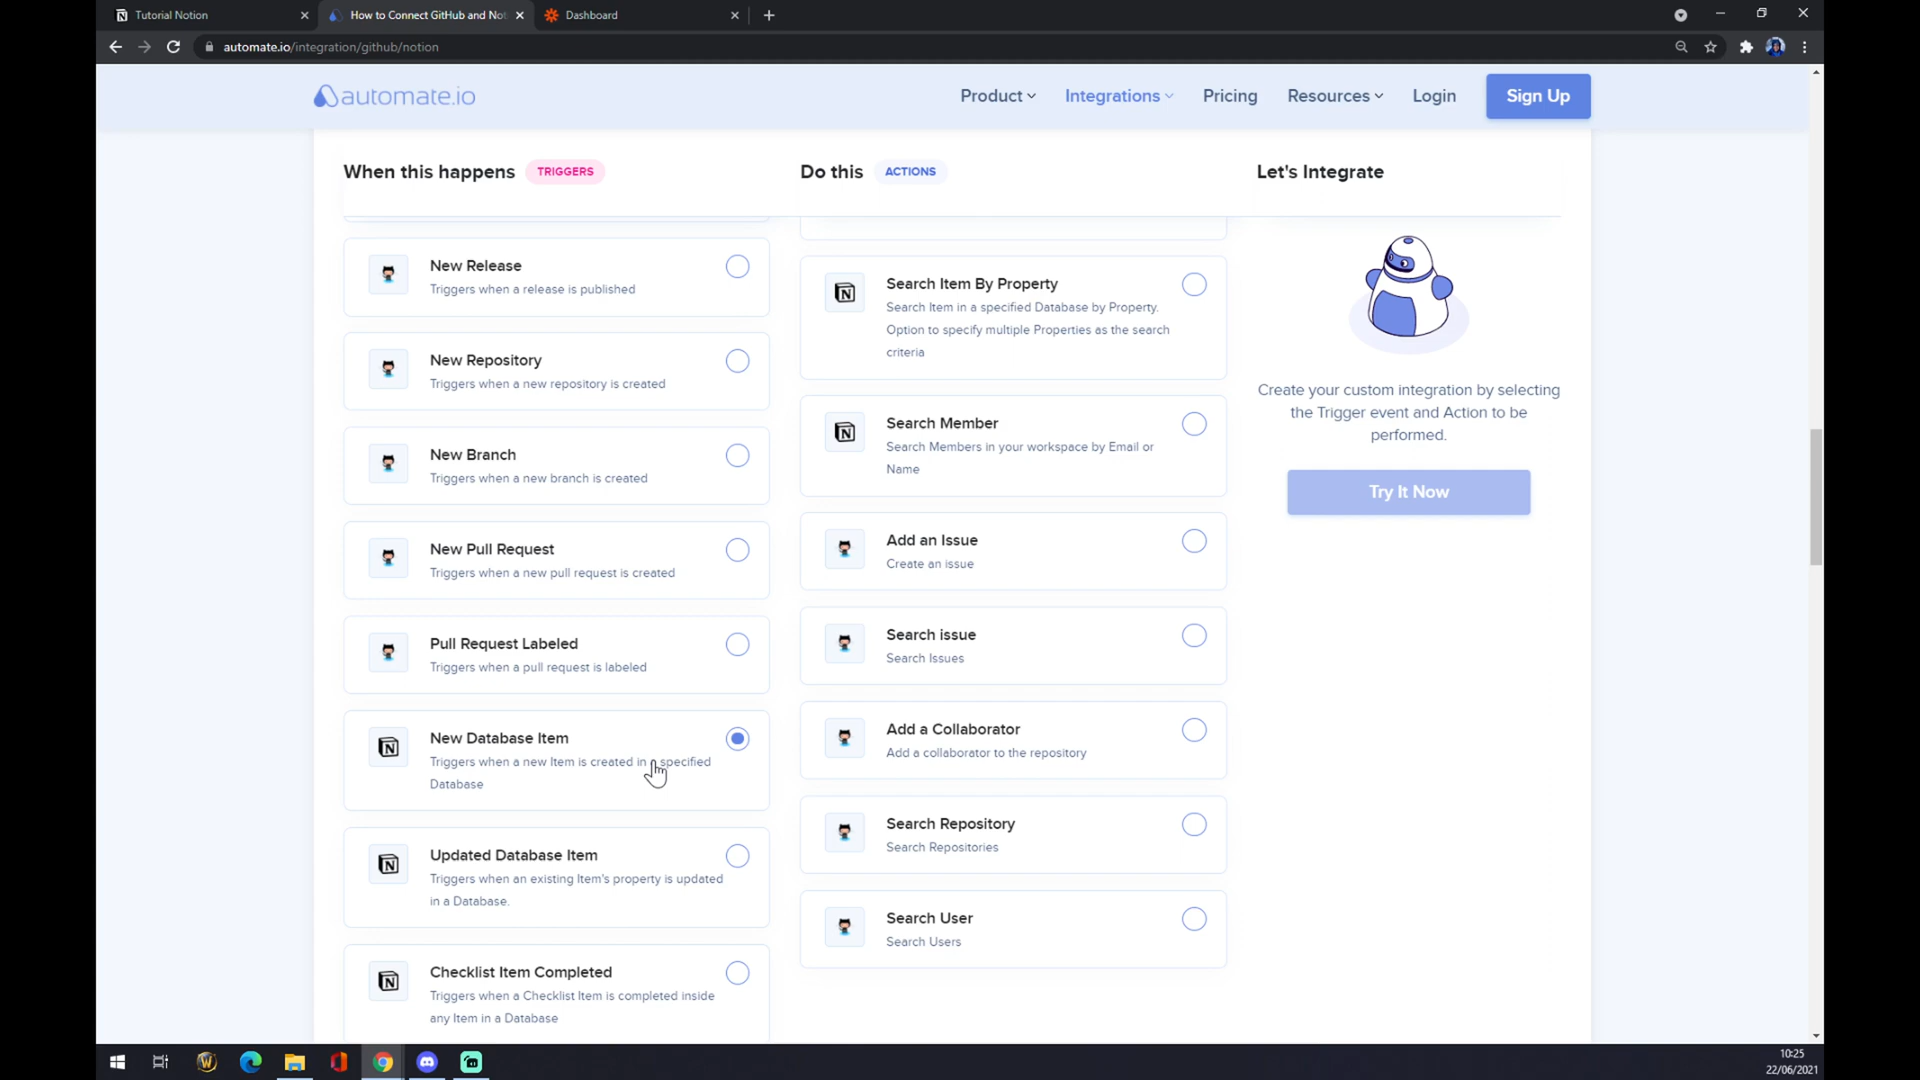 Tutorial Notion
How to Connect GitHub and Not
Dashboard
automate.io/integration/github/notion
automate.io
Product
Integrations
Pricing
Resources
Login
Sign Up
When this happens TRIGGERS
Do this ACTIONS
Let's Integrate
New Release
Triggers when a release is published
New Repository
Triggers when a new repository is created
New Branch
Triggers when a new branch is created
New Pull Request
Triggers when a new pull request is created
Pull Request Labeled
Triggers when a pull request is labeled
New Database Item
Triggers when a new Item is created in a specified
Database
Updated Database Item
Triggers when an existing Item's property is updated
in a Database.
Checklist Item Completed
Triggers when a Checklist Item is completed inside
any Item in a Database
Search Item By Property
Search Item in a specified Database by Property.
Option to specify multiple Properties as the search
criteria
Search Member
Search Members in your workspace by Email or
Name
Add an Issue
Create an issue
Search issue
Search Issues
Add a Collaborator
Add a collaborator to the repository
Search Repository
Search Repositories
Search User
Search Users
Create your custom integration by selecting
the Trigger event and Action to be
performed.
Try It Now
10:25
22/06/2021